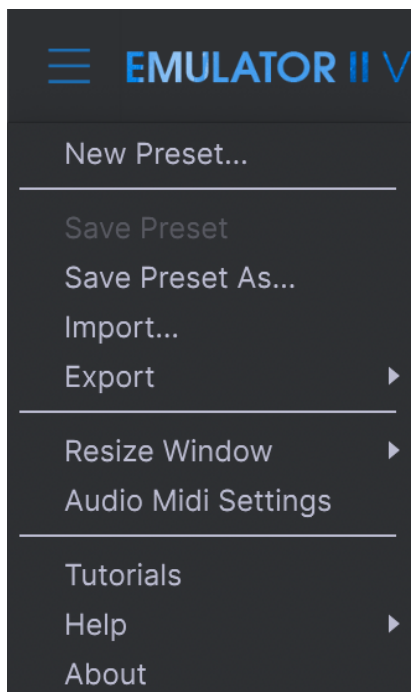 EMULATOR II V
New Preset...
Save Preset
Save Preset As...
Import...
Export
Resize Window
Audio Midi Settings
Tutorials
Help
About